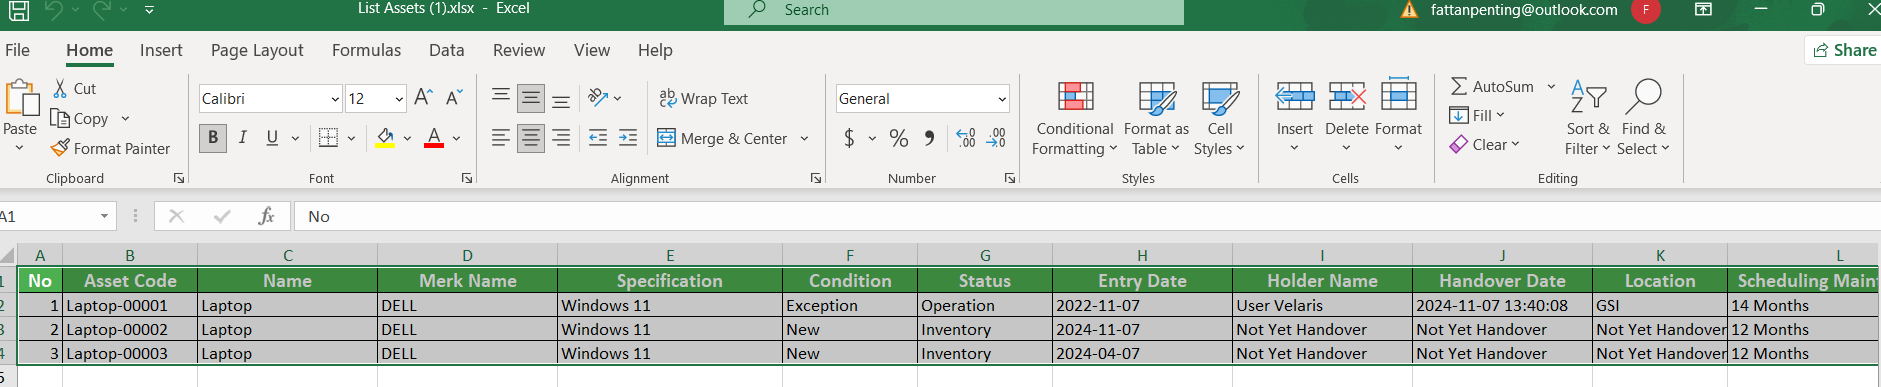 List Assets (1).xlsx - Excel
Search
fattanpenting@outlook.com
F
File Home Insert Page Layout Formulas Data Review View Help
Share
Paste
Cut
Copy
Format Painter
Clipboard
Calibri 12 A A
B I U A
Font
ab Wrap Text
Merge & Center
Alignment
General
$ % , .00 .00
Number
Conditional Formatting
Format as Table
Cell Styles
Styles
Insert Delete Format
Cells
AutoSum
Fill
Clear
Sort & Filter
Find & Select
Editing
A1 fx No
A B C D E F G H I J K L
1 No Asset Code Name Merk Name Specification Condition Status Entry Date Holder Name Handover Date Location Scheduling Main
2 1 Laptop-00001 Laptop DELL Windows 11 Exception Operation 2022-11-07 User Velaris 2024-11-07 13:40:08 GSI 14 Months
3 2 Laptop-00002 Laptop DELL Windows 11 New Inventory 2024-11-07 Not Yet Handover Not Yet Handover Not Yet Handover 12 Months
4 3 Laptop-00003 Laptop DELL Windows 11 New Inventory 2024-04-07 Not Yet Handover Not Yet Handover Not Yet Handover 12 Months
5